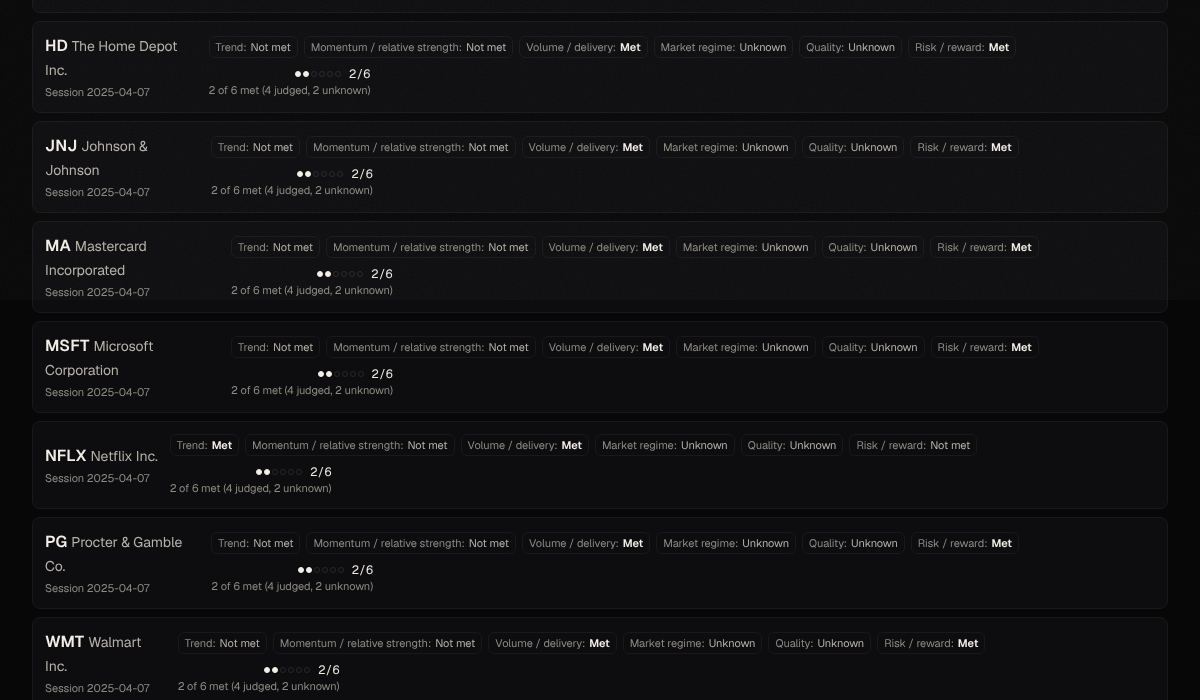 HD The Home Depot Inc.
Session 2025-04-07
Trend: Not met Momentum / relative strength: Not met Volume / delivery: Met Market regime: Unknown Quality: Unknown Risk / reward: Met
2/6
2 of 6 met (4 judged, 2 unknown)
JNJ Johnson & Johnson
Session 2025-04-07
Trend: Not met Momentum / relative strength: Not met Volume / delivery: Met Market regime: Unknown Quality: Unknown Risk / reward: Met
2/6
2 of 6 met (4 judged, 2 unknown)
MA Mastercard Incorporated
Session 2025-04-07
Trend: Not met Momentum / relative strength: Not met Volume / delivery: Met Market regime: Unknown Quality: Unknown Risk / reward: Met
2/6
2 of 6 met (4 judged, 2 unknown)
MSFT Microsoft Corporation
Session 2025-04-07
Trend: Not met Momentum / relative strength: Not met Volume / delivery: Met Market regime: Unknown Quality: Unknown Risk / reward: Met
2/6
2 of 6 met (4 judged, 2 unknown)
NFLX Netflix Inc.
Session 2025-04-07
Trend: Met Momentum / relative strength: Not met Volume / delivery: Met Market regime: Unknown Quality: Unknown Risk / reward: Not met
2/6
2 of 6 met (4 judged, 2 unknown)
PG Procter & Gamble Co.
Session 2025-04-07
Trend: Not met Momentum / relative strength: Not met Volume / delivery: Met Market regime: Unknown Quality: Unknown Risk / reward: Met
2/6
2 of 6 met (4 judged, 2 unknown)
WMT Walmart Inc.
Session 2025-04-07
Trend: Not met Momentum / relative strength: Not met Volume / delivery: Met Market regime: Unknown Quality: Unknown Risk / reward: Met
2/6
2 of 6 met (4 judged, 2 unknown)